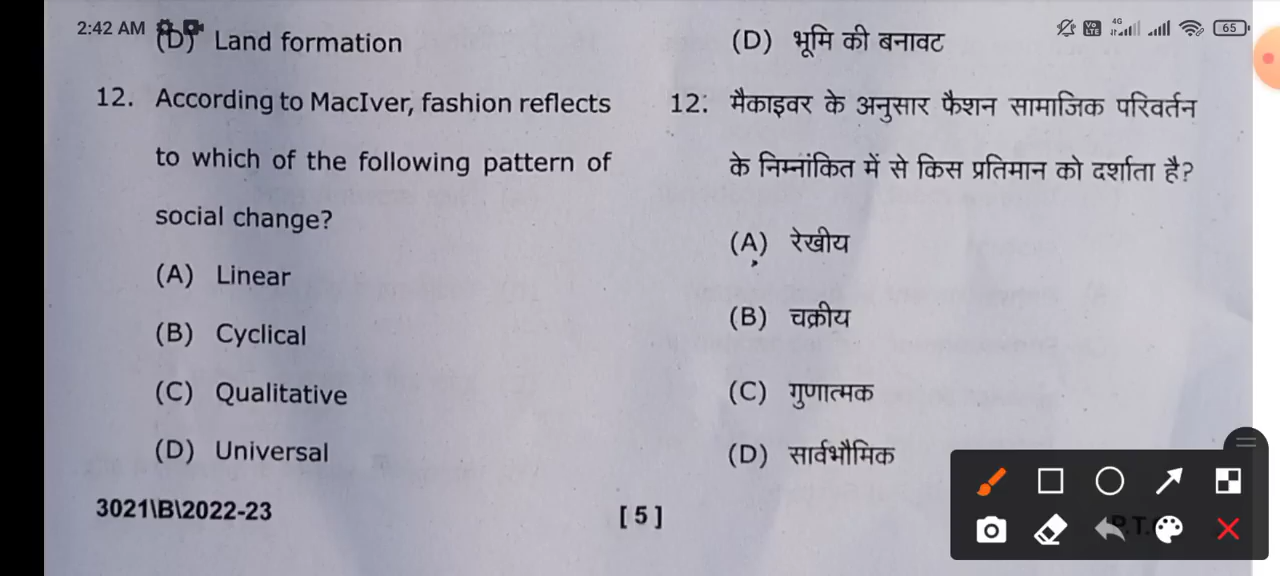 2:42 AM
4G
65
(D) Land formation
12. According to MacIver, fashion reflects
to which of the following pattern of
social change?
(A) Linear
(B) Cyclical
(C) Qualitative
(D) Universal
3021\B\2022-23
[ 5 ]
(D) भूमि की बनावट
12. मैकाइवर के अनुसार फैशन सामाजिक परिवर्तन
के निम्नांकित में से किस प्रतिमान को दर्शाता है?
(A) रेखीय
(B) चक्रीय
(C) गुणात्मक
(D) सार्वभौमिक